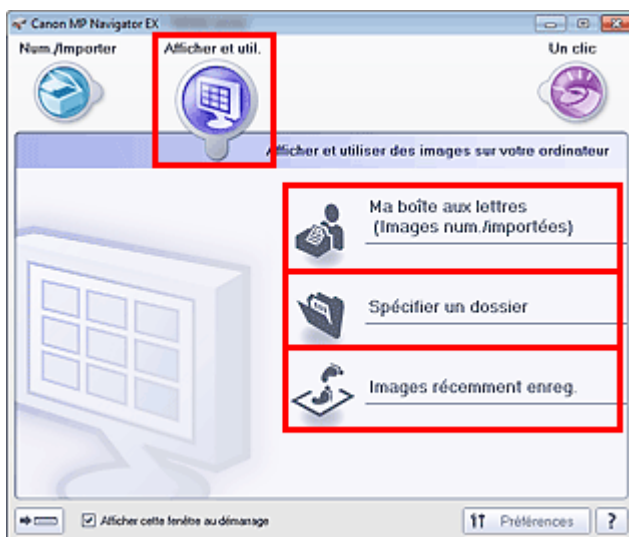 Canon MP Navigator EX
Num./Importer
Afficher et util.
Un clic
Afficher et utiliser des images sur votre ordinateur
Ma boîte aux lettres
(Images num./importées)
Spécifier un dossier
Images récemment enreg.
Afficher cette fenêtre au démarrage
Préférences
?